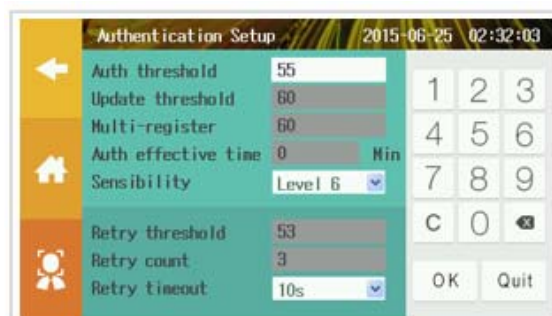 Authentication Setup 2015-06-25 02:32:03
Auth threshold 55
Update threshold 60
Multi-register 60
Auth effective time 0 Min
Sensibility Level 6
Retry threshold 53
Retry count 3
Retry timeout 10s
1 2 3
4 5 6
7 8 9
C 0
OK Quit